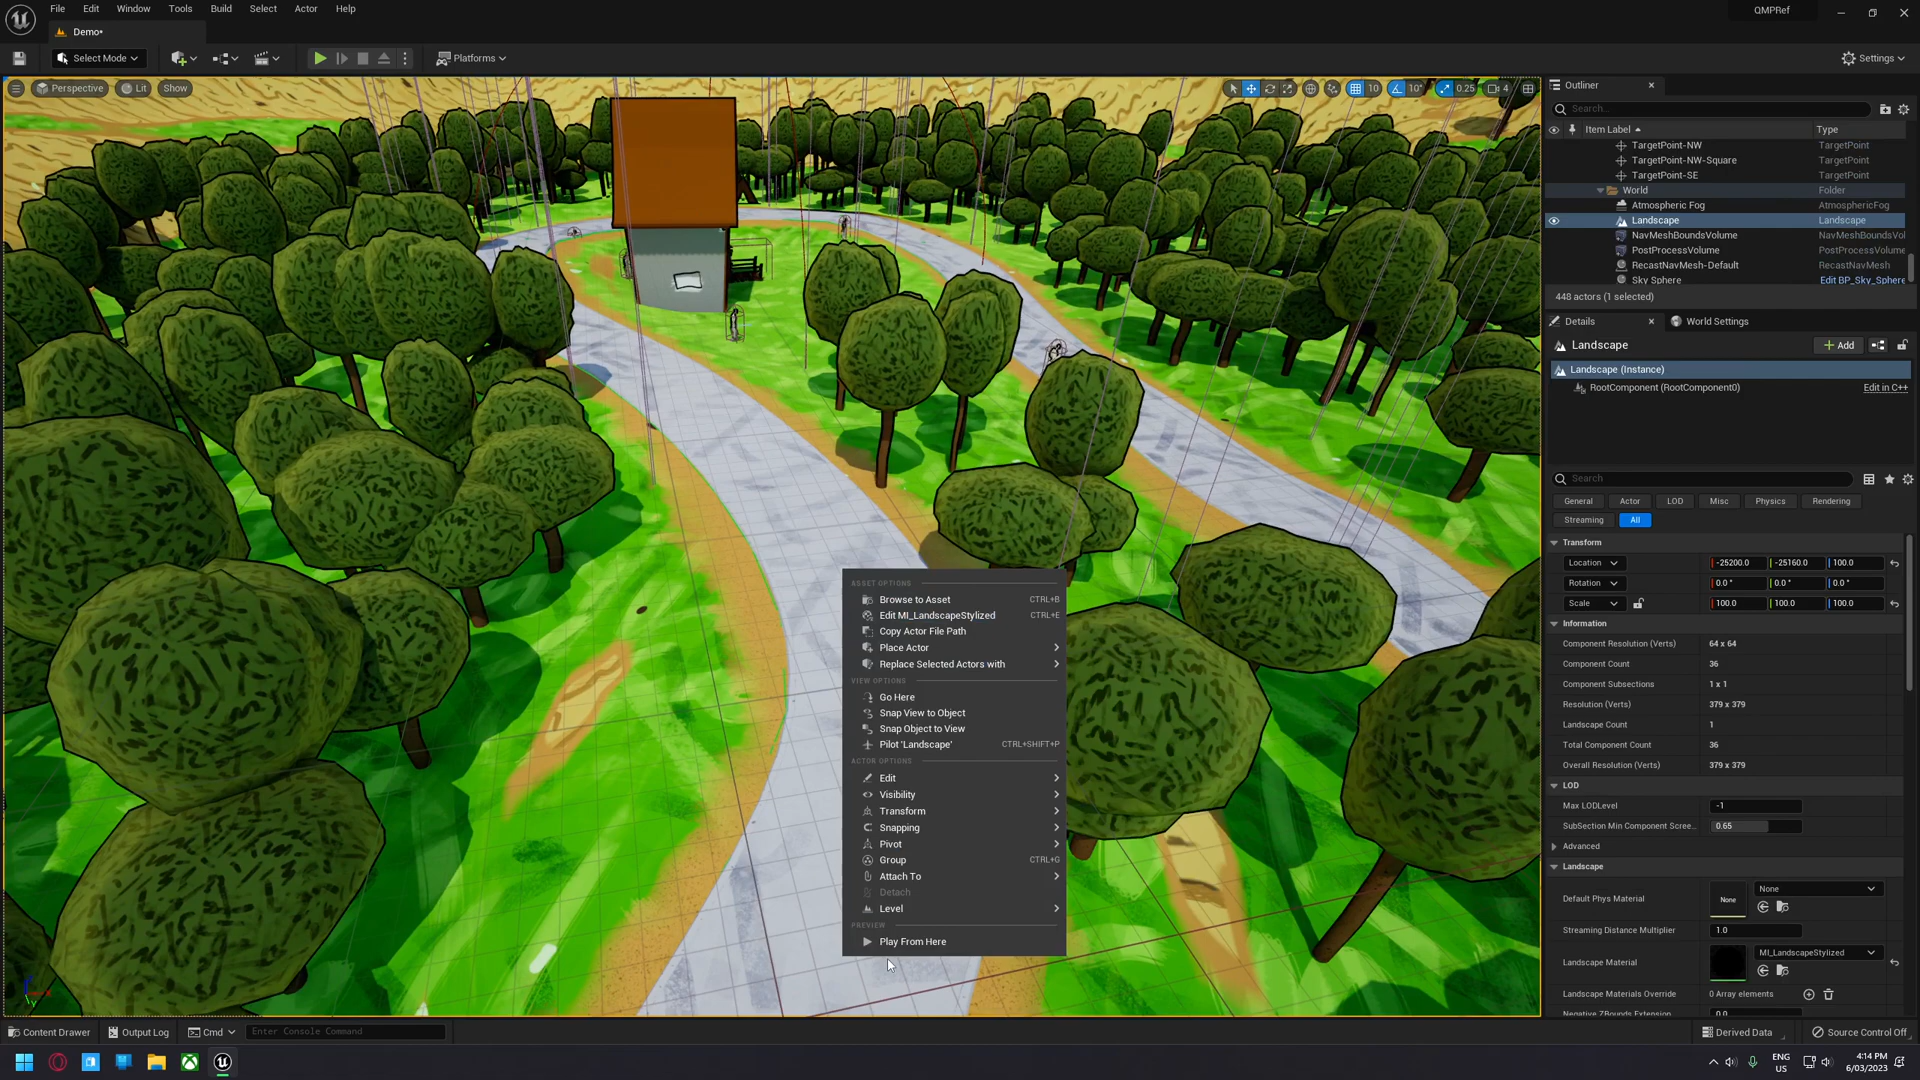 File Edit Window Tools Build Select Actor Help
QMPRef
Demo•
Select Mode
Platforms
Settings
Perspective Lit Show
10 10° 0.25 4
Outliner
Search...
Item Label Type
TargetPoint-NW TargetPoint
TargetPoint-NW-Square TargetPoint
TargetPoint-SE TargetPoint
World Folder
Atmospheric Fog AtmosphericFog
Landscape Landscape
NavMeshBoundsVolume NavMeshBoundsVol
PostProcessVolume PostProcessVolume
RecastNavMesh-Default RecastNavMesh
Sky Sphere Edit BP_Sky_Sphere
448 actors (1 selected)
Details World Settings
Landscape Add
Landscape (Instance)
RootComponent (RootComponent0) Edit in C++
Search
General Actor LOD Misc Physics Rendering
Streaming All
Transform
Location -25200.0 -25160.0 100.0
Rotation 0.0° 0.0° 0.0°
Scale 100.0 100.0 100.0
Information
Component Resolution (Verts) 64 x 64
Component Count 36
Component Subsections 1 x 1
Resolution (Verts) 379 x 379
Landscape Count 1
Total Component Count 36
Overall Resolution (Verts) 379 x 379
LOD
Max LODLevel -1
SubSection Min Component Scree... 0.65
Advanced
Landscape
Default Phys Material None None
Streaming Distance Multiplier 1.0
Landscape Material MI_LandscapeStylized
Landscape Materials Override 0 Array elements
Negative ZBounds Extension 0.0
ASSET OPTIONS
Browse to Asset CTRL+B
Edit MI_LandscapeStylized CTRL+E
Copy Actor File Path
Place Actor
Replace Selected Actors with
VIEW OPTIONS
Go Here
Snap View to Object
Snap Object to View
Pilot 'Landscape' CTRL+SHIFT+P
ACTOR OPTIONS
Edit
Visibility
Transform
Snapping
Pivot
Group CTRL+G
Attach To
Detach
Level
PREVIEW
Play From Here
Content Drawer Output Log Cmd Enter Console Command
Derived Data Source Control Off
ENG
US
4:14 PM
6/03/2023